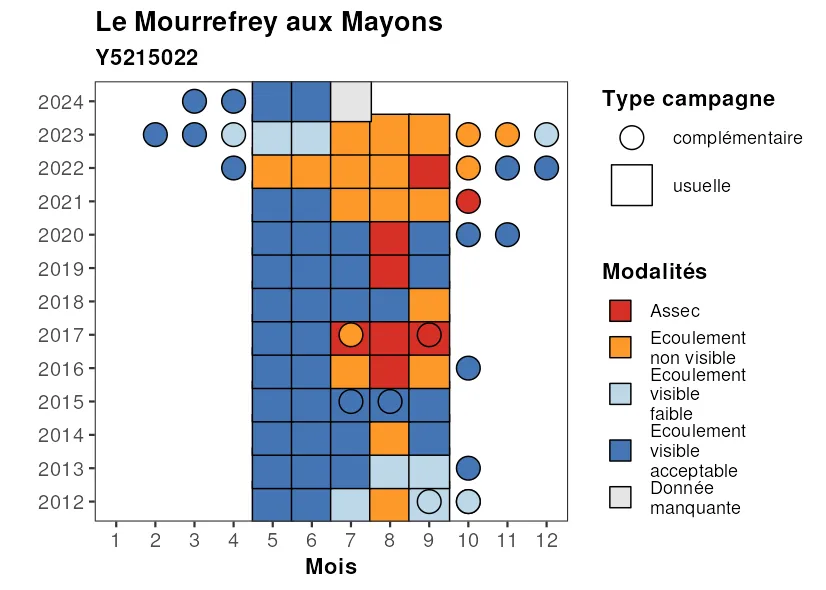 Le Mourrefrey aux Mayons
Y5215022
2024
2023
2022
2021
2020
2019
2018
2017
2016
2015
2014
2013
2012
1 2 3 4 5 6 7 8 9 10 11 12
Mois
Type campagne
complémentaire
usuelle
Modalités
Assec
Ecoulement
non visible
Ecoulement
visible
faible
Ecoulement
visible
acceptable
Donnée
manquante